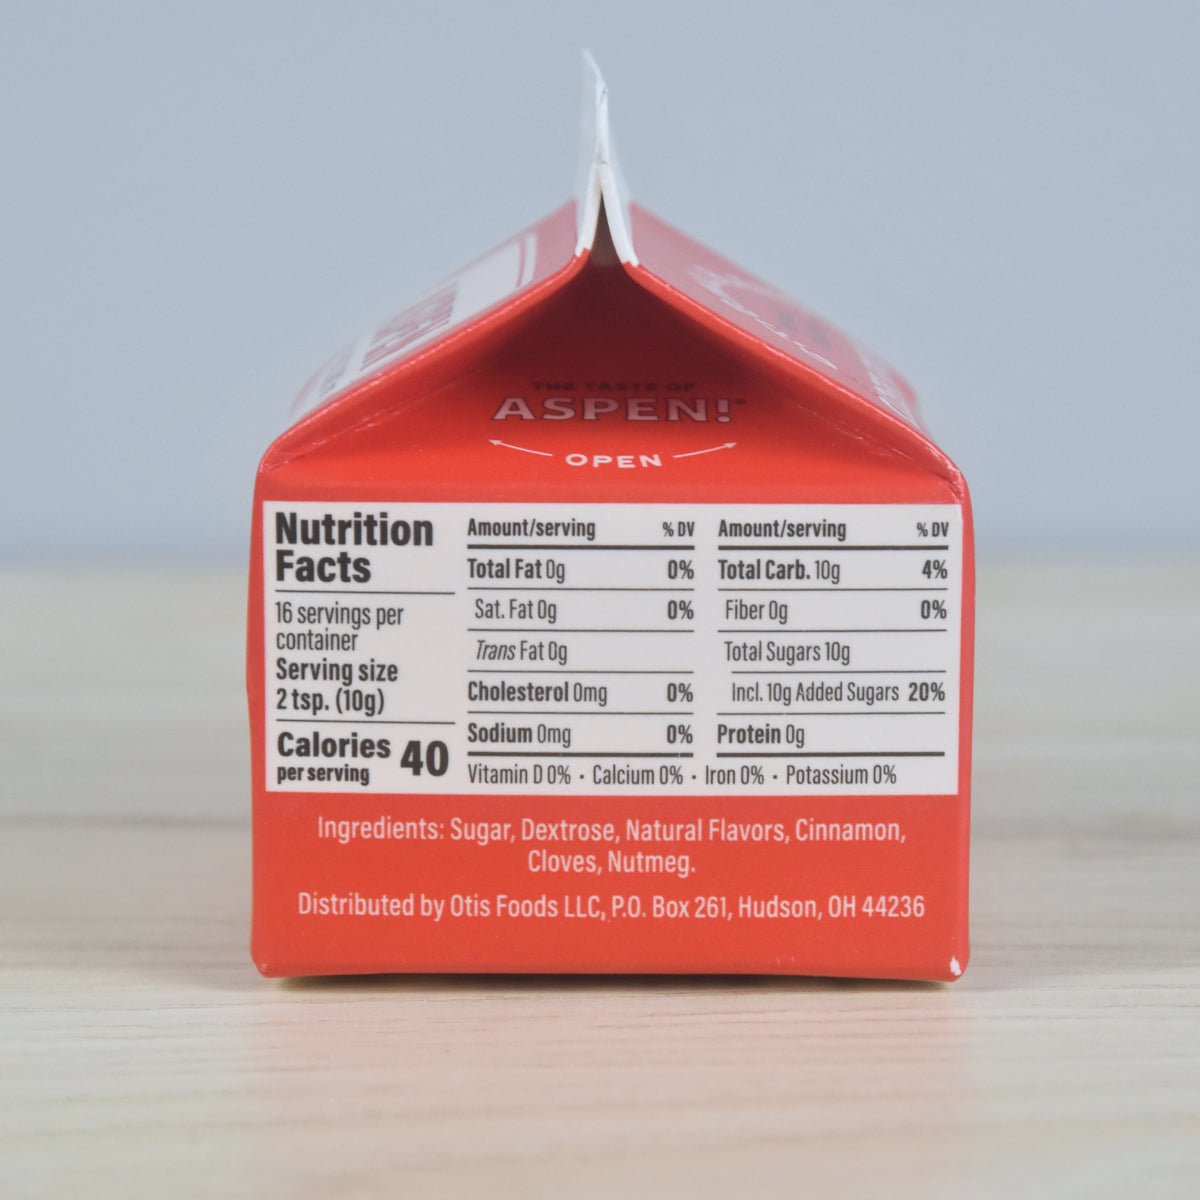 THE TASTE OF
ASPEN!
OPEN
Nutrition
Facts
16 servings per
container
Serving size
2 tsp. (10g)
Calories 40
per serving
Amount/serving % DV
Total Fat 0g 0%
Sat. Fat 0g 0%
Trans Fat 0g
Cholesterol 0mg 0%
Sodium 0mg 0%
Amount/serving % DV
Total Carb. 10g 4%
Fiber 0g 0%
Total Sugars 10g
Incl. 10g Added Sugars 20%
Protein 0g
Vitamin D 0% • Calcium 0% • Iron 0% • Potassium 0%
Ingredients: Sugar, Dextrose, Natural Flavors, Cinnamon,
Cloves, Nutmeg.
Distributed by Otis Foods LLC, P.O. Box 261, Hudson, OH 44236